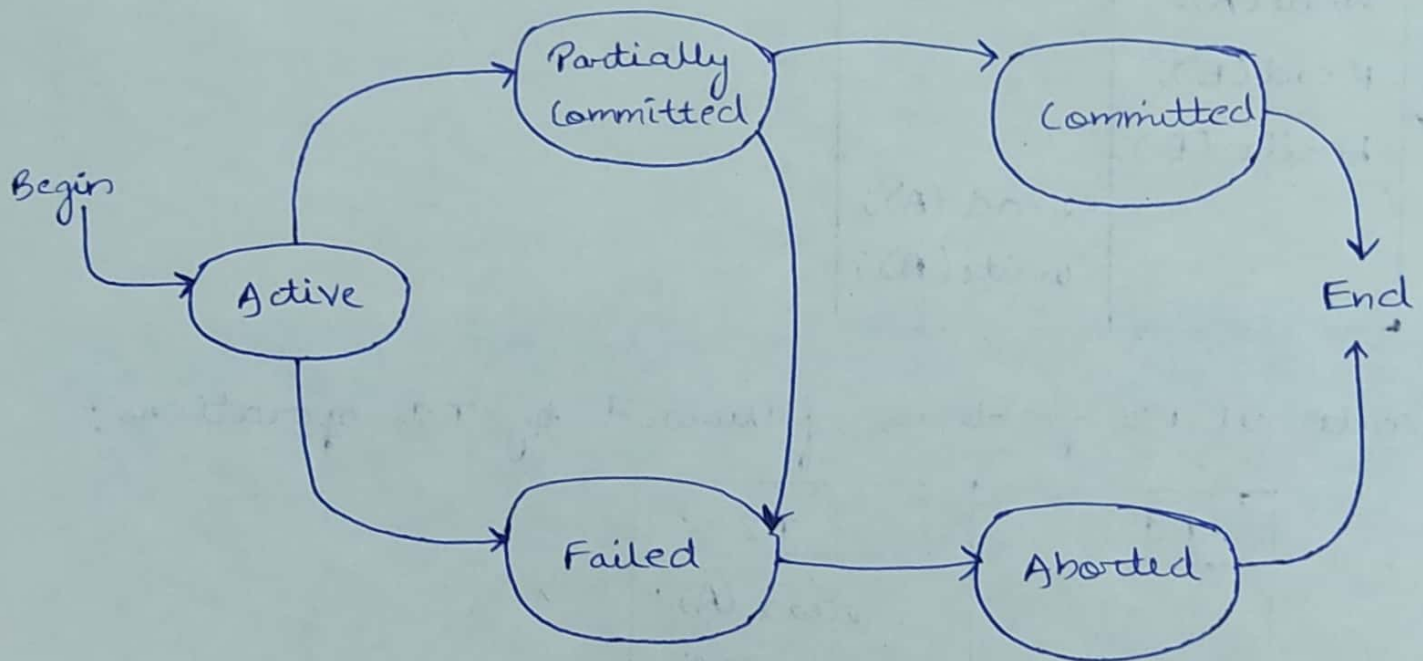 Partially
Committed
Committed
Begin
Active
End
Failed
Aborted